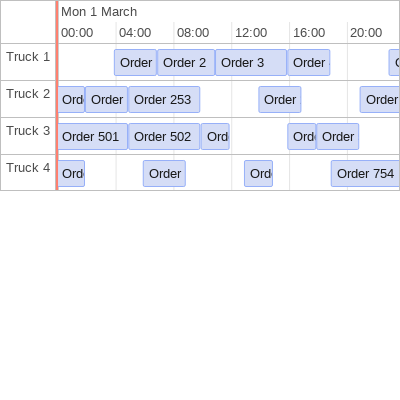 Mon 1 March
00:00 04:00 08:00 12:00 16:00 20:00
Truck 1 Order Order 2 Order 3 Order
Truck 2 Ord Order Order 253 Order Order
Truck 3 Order 501 Order 502 Ord Ord Order
Truck 4 Ord Order Ord Order 754